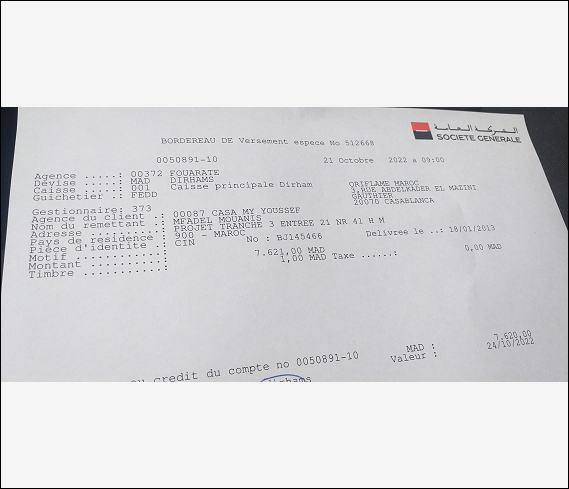 الشركة العامة
SOCIETE GENERALE
BORDEREAU DE Versement espece No 512668
0050891-10 21 Octobre 2022 a 09:00
Agence .....: 00372 FOUARATE
Devise .....: MAD DIRHAMS
Caisse .....: 001 Caisse principale Dirham
Guichetier .: FEDD
ORIFLAME MAROC
3,RUE ABDELKADER EL MAZINI
GAUTHIER
20070 CASABLANCA
Gestionnaire: 373
Agence du client .: 00087 CASA MY YOUSSEF
Nom du remettant .: MFADEL MOUANIS
Adresse ..........: PROJET TRANCHE 3 ENTREE 21 NR 41 H M
Pays de residence : 900 - MAROC
Pièce d'identite .: CIN No : BJ145466 Delivree le ..: 18/01/2013
Motif ............:
Montant ..........: 7.621,00 MAD
Timbre ...........: 1,00 MAD Taxe ......: 0,00 MAD
MAD : 7.620,00
Valeur : 24/10/2022
au credit du compte no 0050891-10
dirhams